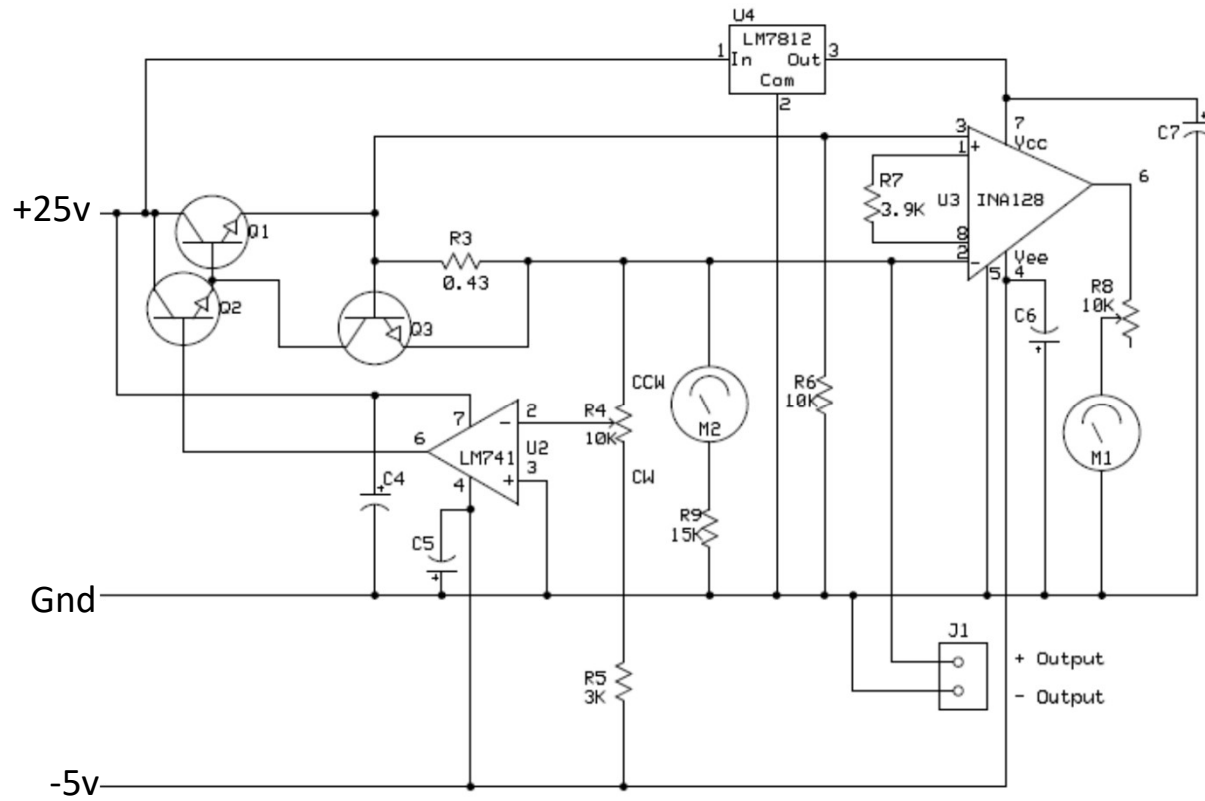 U4
LM7812
1 In Out 3
Com
2
C7
+
3
7
Vcc
1
+
R7
3.9K
U3 INA128
6
8
2
-
Vee
5
4
+25v
Q1
Q2
R3
0.43
Q3
R8
10K
C6
+
CCW
R4
10K
CW
M2
R6
10K
M1
7
2
-
6
LM741
U2
3
+
4
C4
+
C5
+
R9
15K
Gnd
J1
+ Output
- Output
R5
3K
-5v